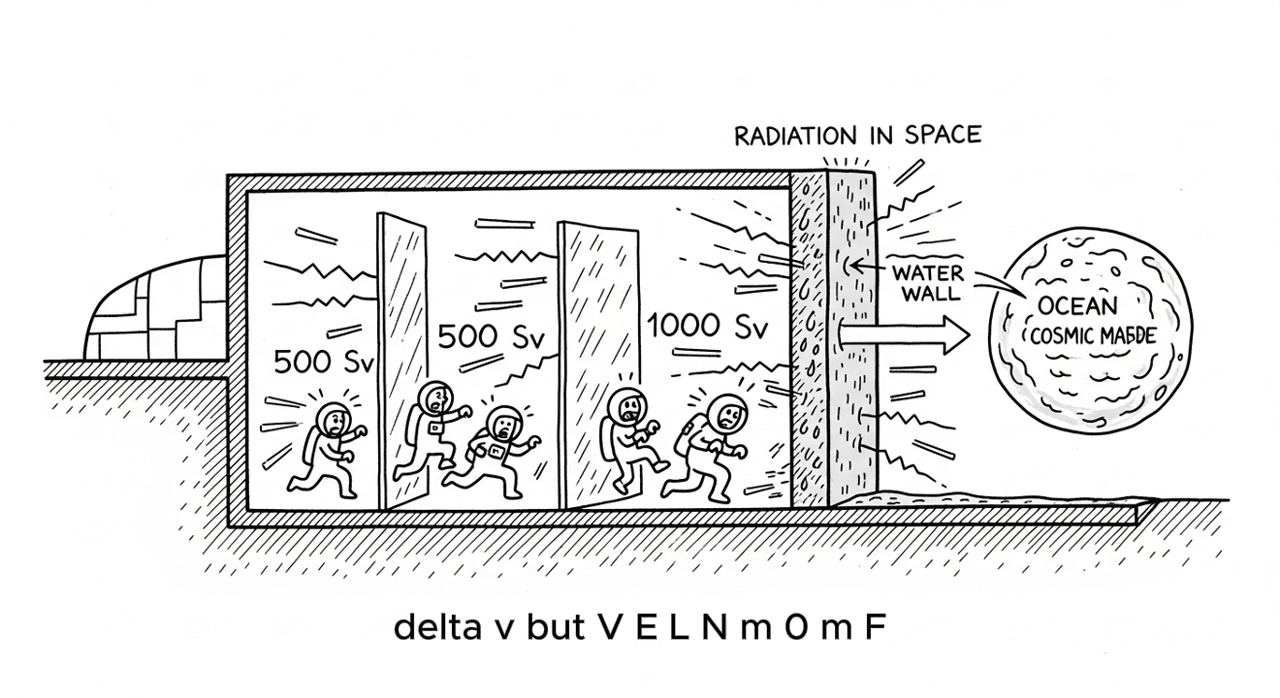 RADIATION IN SPACE
WATER
WALL
OCEAN
(COSMIC MABDE
1000 Sv
500 Sv
500 Sv
delta v but V E L N m 0 m F